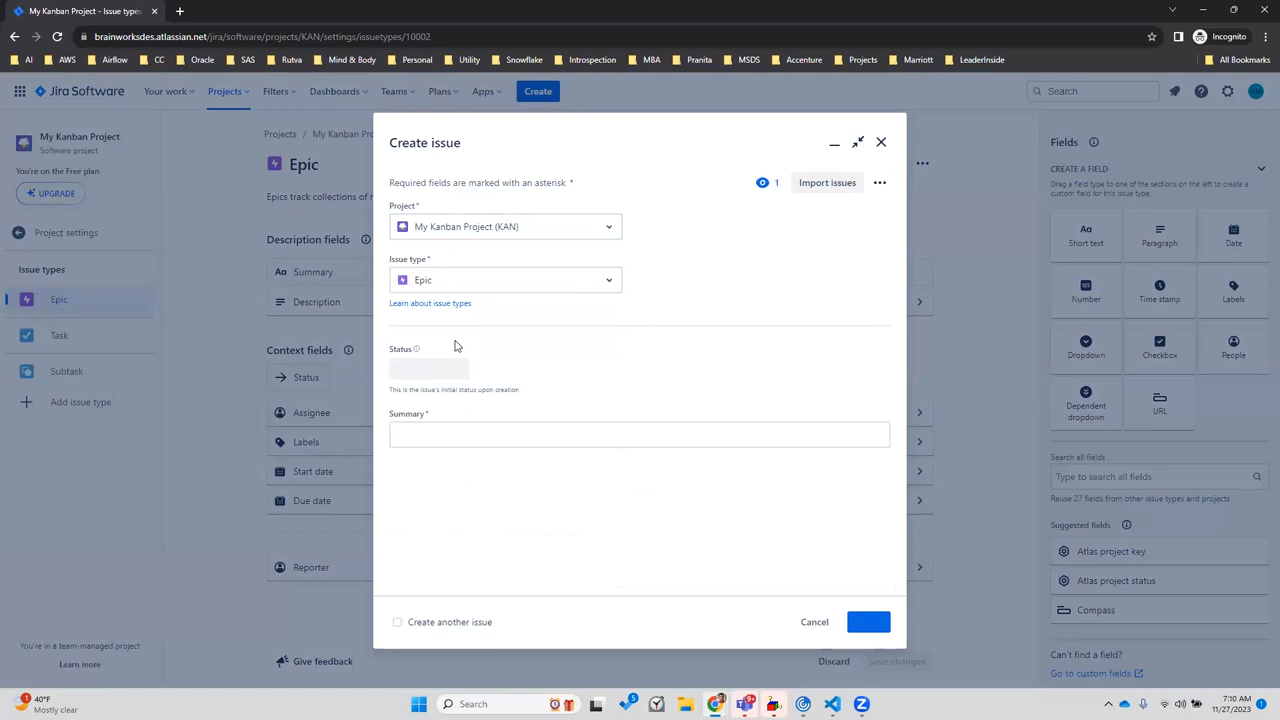 My Kanban Project - Issue types
brainworksdes.atlassian.net/jira/software/projects/KAN/settings/issuetypes/10002
Incognito
AI
AWS
Airflow
CC
Oracle
SAS
Rutva
Mind & Body
Personal
Utility
Snowflake
Introspection
MBA
Pranita
MSDS
Accenture
Projects
Marriott
LeaderInside
All Bookmarks
Jira Software
Your work
Projects
Filters
Dashboards
Teams
Plans
Apps
Create
Search
My Kanban Project
Software project
You're on the Free plan
UPGRADE
Project settings
Issue types
Epic
Task
Subtask
Add issue type
You're in a team-managed project
Learn more
Projects / My Kanban Pro
Epic
Epics track collections of
Description fields
Aa Summary
Description
Context fields
Status
Assignee
Labels
Start date
Due date
Reporter
Give feedback
Discard
Save changes
Create issue
Required fields are marked with an asterisk *
1
Import issues
Project*
My Kanban Project (KAN)
Issue type*
Epic
Learn about issue types
Status
This is the issue's initial status upon creation
Summary*
Create another issue
Cancel
Fields
CREATE A FIELD
Drag a field type to one of the sections on the left to create a
custom field for this issue type.
Aa
Short text
Paragraph
Date
123
Number
Time stamp
Labels
Dropdown
Checkbox
People
Dependent
dropdown
URL
Search all fields
Type to search all fields
Reuse 27 fields from other issue types and projects
Suggested fields
Atlas project key
Atlas project status
Compass
Can't find a field?
Go to custom fields
1
40°F
Mostly clear
Search
5
9+
7:10 AM
11/27/2023